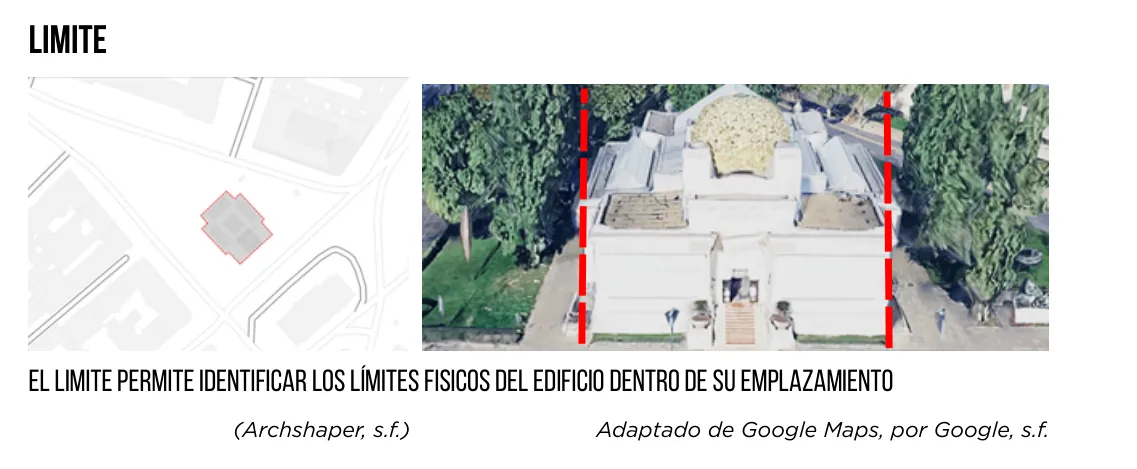 LIMITE
EL LIMITE PERMITE IDENTIFICAR LOS LÍMITES FISICOS DEL EDIFICIO DENTRO DE SU EMPLAZAMIENTO
(Archshaper, s.f.)
Adaptado de Google Maps, por Google, s.f.